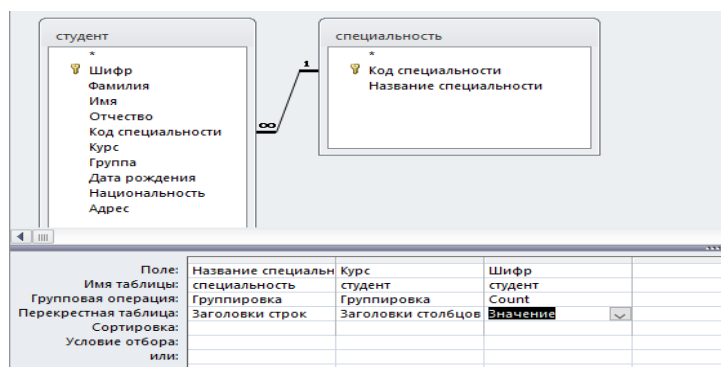 студент
*
Шифр
Фамилия
Имя
Отчество
Код специальности
Курс
Группа
Дата рождения
Национальность
Адрес
1
∞
специальность
*
Код специальности
Название специальности
Поле: Название специальн Курс Шифр
Имя таблицы: специальность студент студент
Групповая операция: Группировка Группировка Count
Перекрестная таблица: Заголовки строк Заголовки столбцов Значение
Сортировка:
Условие отбора:
или: